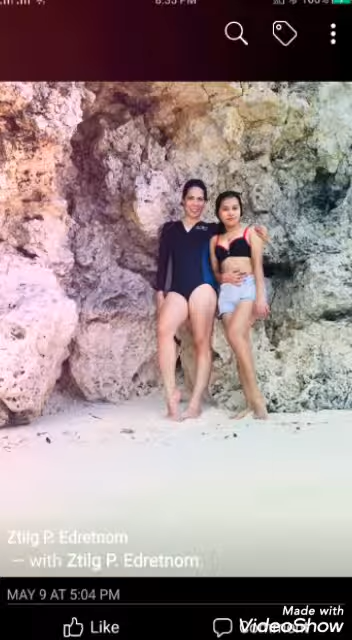 Ztilg P. Edretnom
— with Ztilg P. Edretnom
MAY 9 AT 5:04 PM
Made with
Like
VideoShow